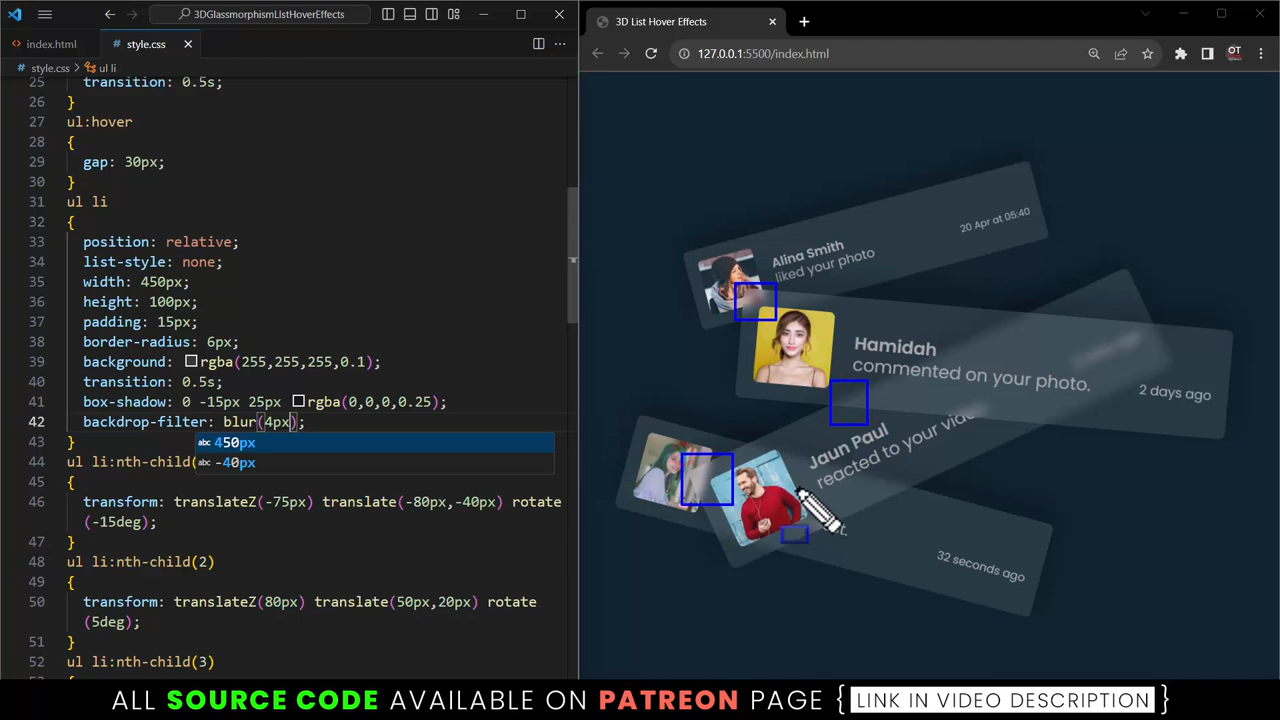 3DGlassmorphismLIstHoverEffects
index.html
style.css
style.css
ul li
25 transition: 0.5s;
26 }
27 ul:hover
28 {
29 gap: 30px;
30 }
31 ul li
32 {
33 position: relative;
34 list-style: none;
35 width: 450px;
36 height: 100px;
37 padding: 15px;
38 border-radius: 6px;
39 background: rgba(255,255,255,0.1);
40 transition: 0.5s;
41 box-shadow: 0 -15px 25px rgba(0,0,0,0.25);
42 backdrop-filter: blur(4px);
abc 450px
abc -40px
43 }
44 ul li:nth-child(
45 {
46 transform: translateZ(-75px) translate(-80px,-40px) rotate
(-15deg);
47 }
48 ul li:nth-child(2)
49 {
50 transform: translateZ(80px) translate(50px,20px) rotate
(5deg);
51 }
52 ul li:nth-child(3)
3D List Hover Effects
127.0.0.1:5500/index.html
OT
20 Apr at 05:40
Alina Smith
liked your photo
Hamidah
commented on your photo.
2 days ago
Jaun Paul
reacted to your video
32 seconds ago
ALL SOURCE CODE AVAILABLE ON PATREON PAGE { LINK IN VIDEO DESCRIPTION }